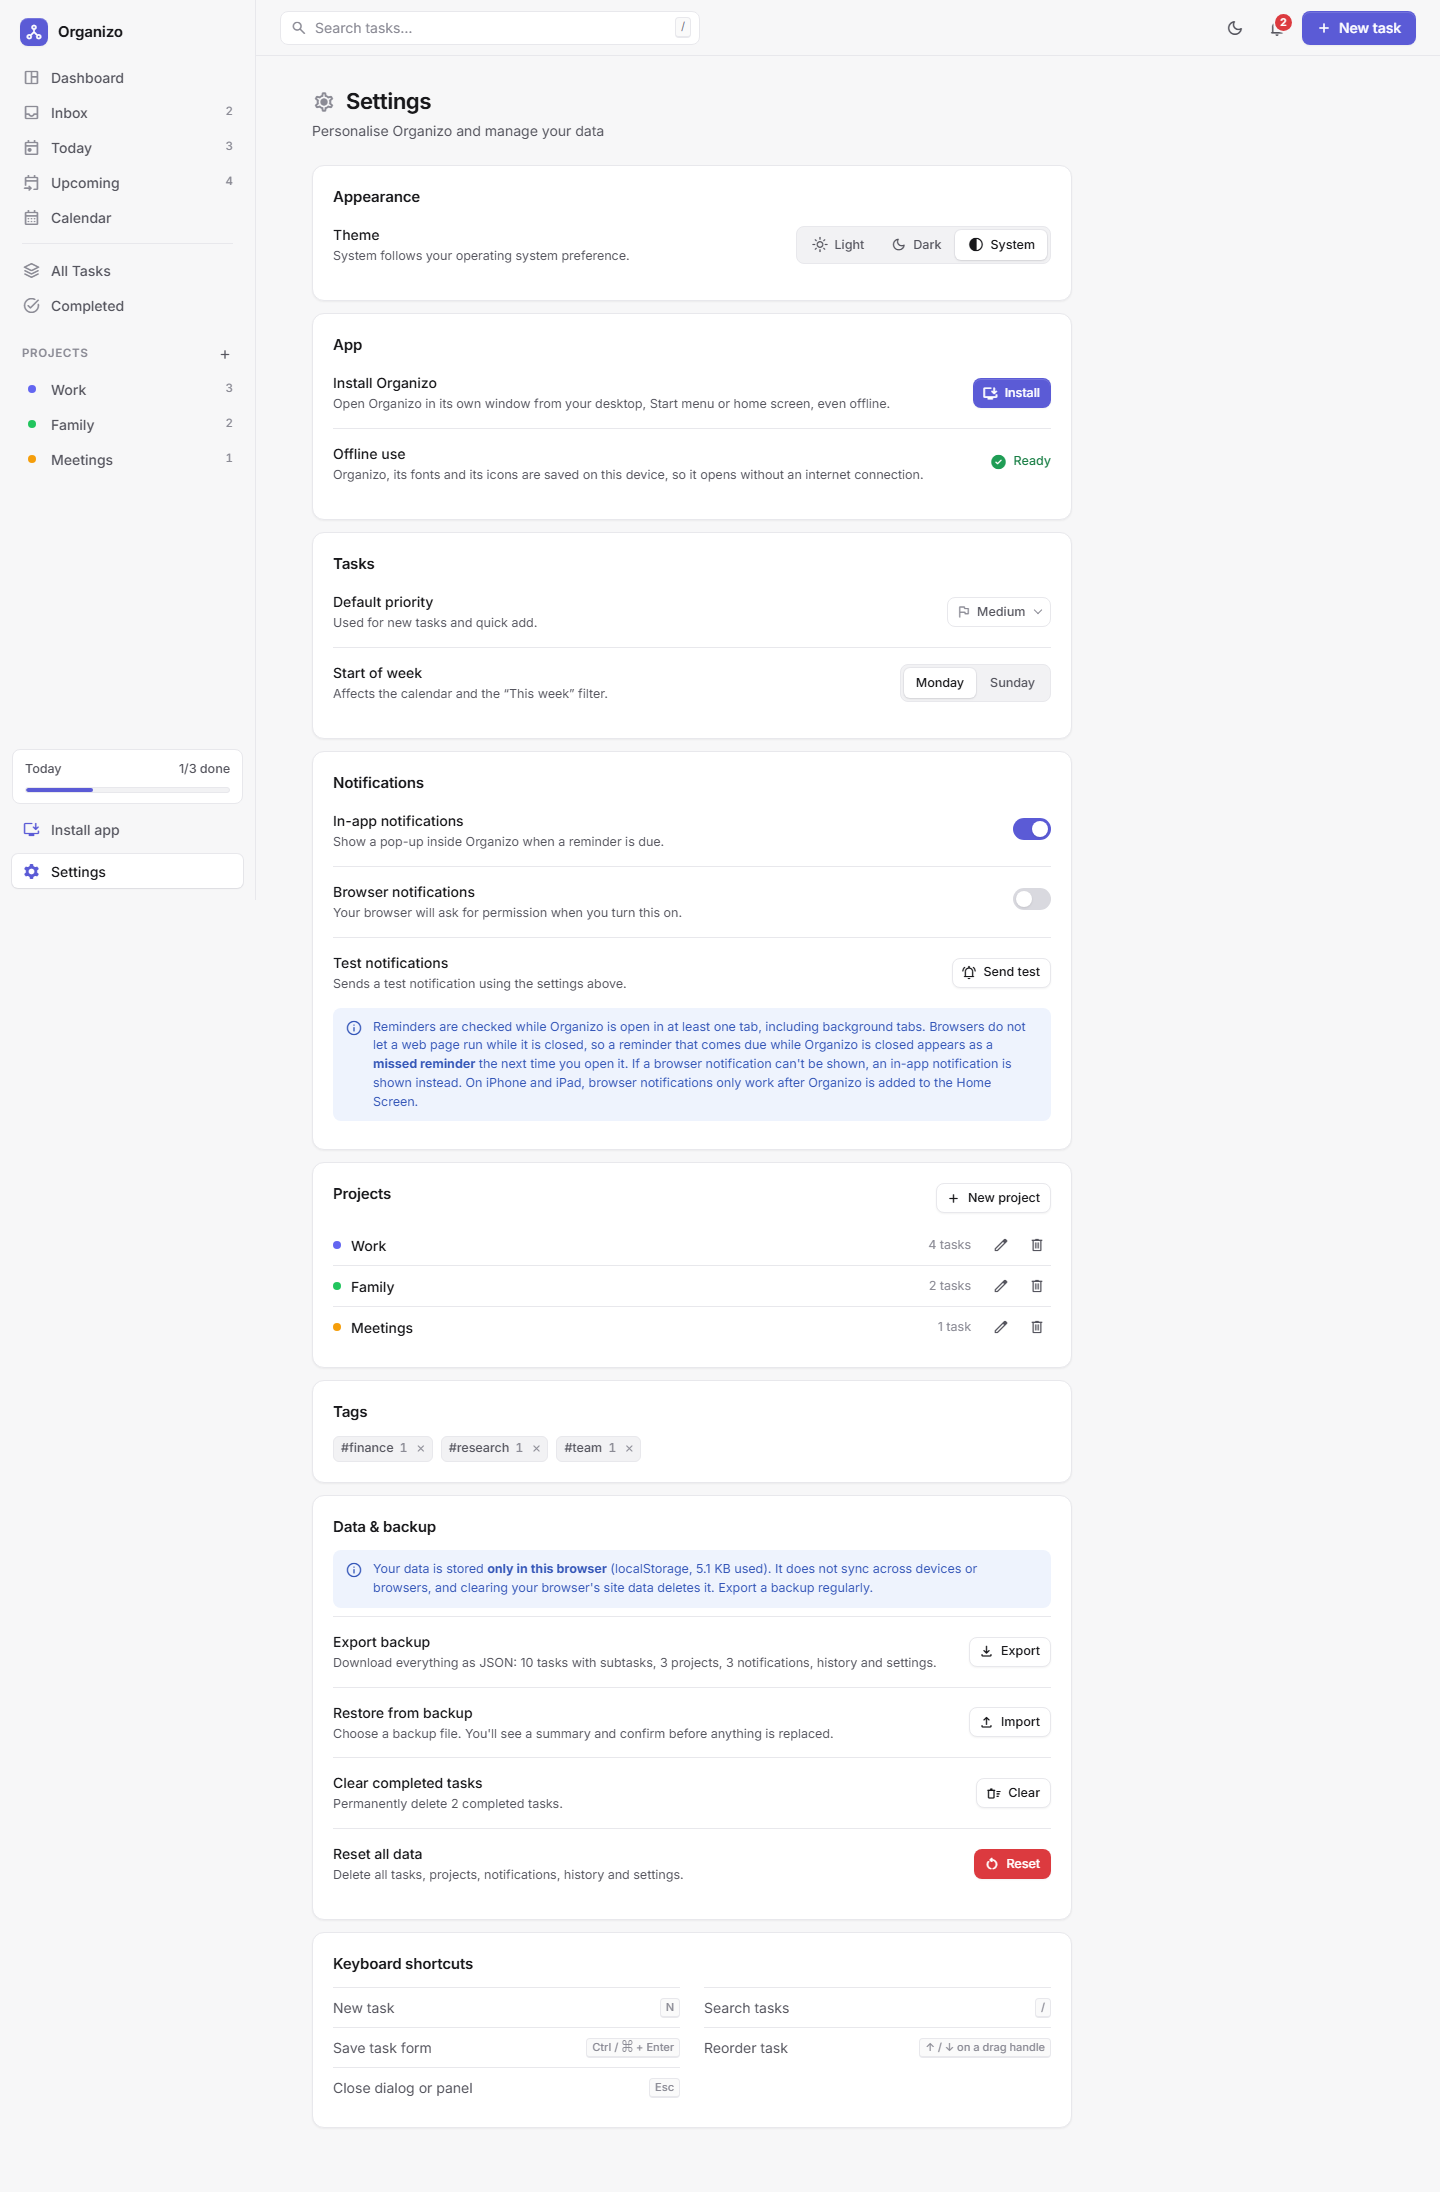 Organizo
Search tasks...
/
2
New task
Dashboard
Inbox 2
Today 3
Upcoming 4
Calendar
All Tasks
Completed
PROJECTS +
Work 3
Family 2
Meetings 1
Today 1/3 done
Install app
Settings
Settings
Personalise Organizo and manage your data
Appearance
Theme
System follows your operating system preference.
Light Dark System
App
Install Organizo
Open Organizo in its own window from your desktop, Start menu or home screen, even offline.
Install
Offline use
Organizo, its fonts and its icons are saved on this device, so it opens without an internet connection.
Ready
Tasks
Default priority
Used for new tasks and quick add.
Medium
Start of week
Affects the calendar and the “This week” filter.
Monday Sunday
Notifications
In-app notifications
Show a pop-up inside Organizo when a reminder is due.
Browser notifications
Your browser will ask for permission when you turn this on.
Test notifications
Sends a test notification using the settings above.
Send test
Reminders are checked while Organizo is open in at least one tab, including background tabs. Browsers do not
let a web page run while it is closed, so a reminder that comes due while Organizo is closed appears as a
missed reminder the next time you open it. If a browser notification can't be shown, an in-app notification is
shown instead. On iPhone and iPad, browser notifications only work after Organizo is added to the Home
Screen.
Projects
New project
Work 4 tasks
Family 2 tasks
Meetings 1 task
Tags
#finance 1 × #research 1 × #team 1 ×
Data & backup
Your data is stored only in this browser (localStorage, 5.1 KB used). It does not sync across devices or
browsers, and clearing your browser's site data deletes it. Export a backup regularly.
Export backup
Download everything as JSON: 10 tasks with subtasks, 3 projects, 3 notifications, history and settings.
Export
Restore from backup
Choose a backup file. You'll see a summary and confirm before anything is replaced.
Import
Clear completed tasks
Permanently delete 2 completed tasks.
Clear
Reset all data
Delete all tasks, projects, notifications, history and settings.
Reset
Keyboard shortcuts
New task N
Search tasks /
Save task form Ctrl / ⌘ + Enter
Reorder task ↑ / ↓ on a drag handle
Close dialog or panel Esc